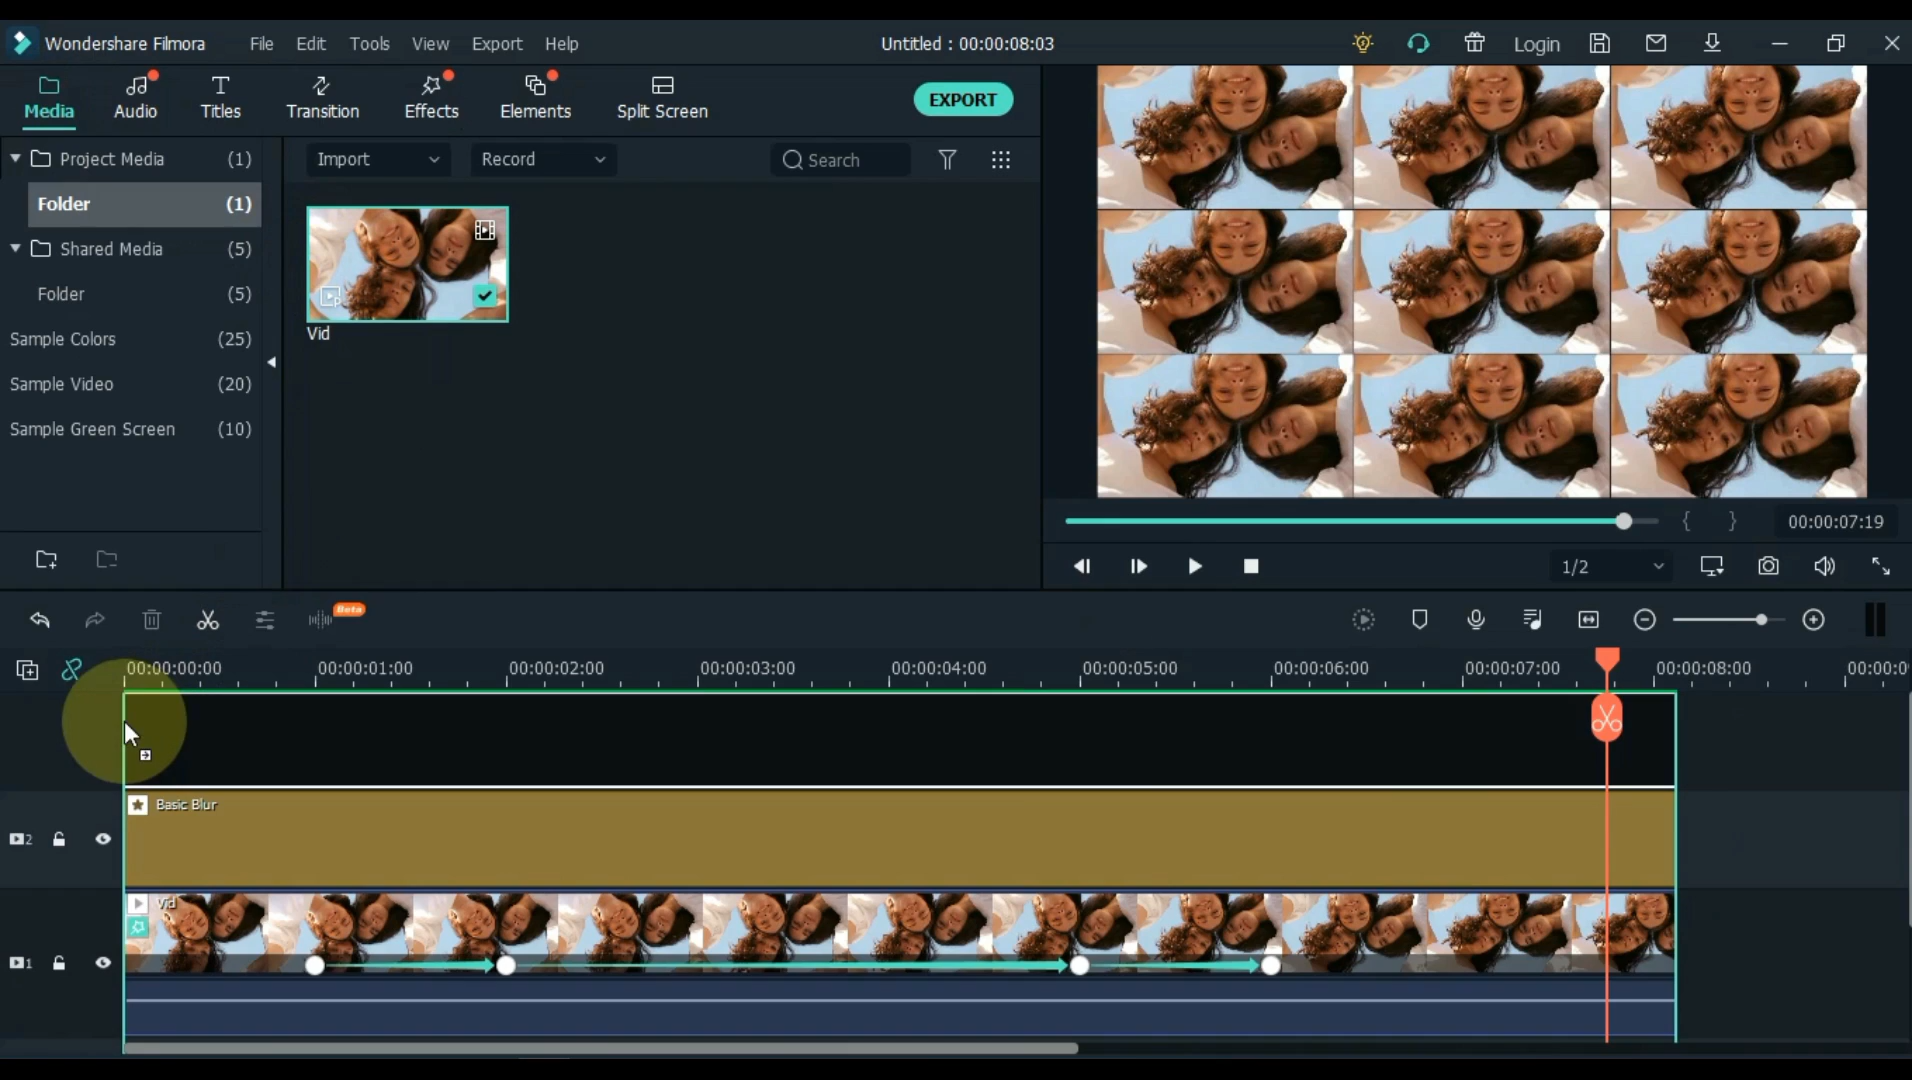 Wondershare Filmora File Edit Tools View Export Help Untitled : 00:00:08:03 Login
Media Audio Titles Transition Effects Elements Split Screen EXPORT
Project Media (1) Import Record Search
Folder (1)
Shared Media (5)
Folder (5)
Vid
Sample Colors (25)
Sample Video (20)
Sample Green Screen (10)
00:00:07:19
1/2
Beta
00:00:00:00 00:00:01:00 00:00:02:00 00:00:03:00 00:00:04:00 00:00:05:00 00:00:06:00 00:00:07:00 00:00:08:00 00:00:0
Basic Blur
2
Vid
1